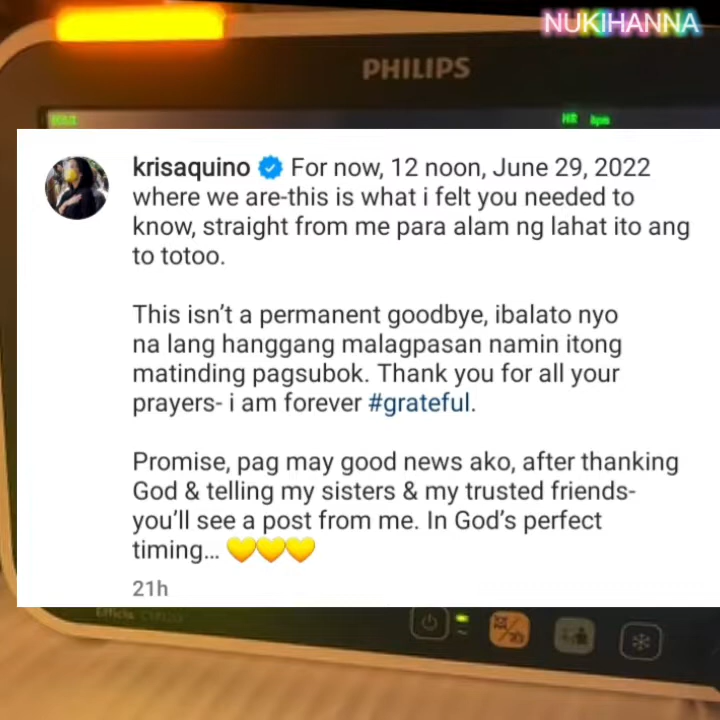 NUKIHANNA
PHILIPS
HR bpm
krisaquino For now, 12 noon, June 29, 2022
where we are-this is what i felt you needed to
know, straight from me para alam ng lahat ito ang
to totoo.
This isn't a permanent goodbye, ibalato nyo
na lang hanggang malagpasan namin itong
matinding pagsubok. Thank you for all your
prayers- i am forever #grateful.
Promise, pag may good news ako, after thanking
God & telling my sisters & my trusted friends-
you'll see a post from me. In God's perfect
timing... 💛💛💛
21h
Efficia CM120